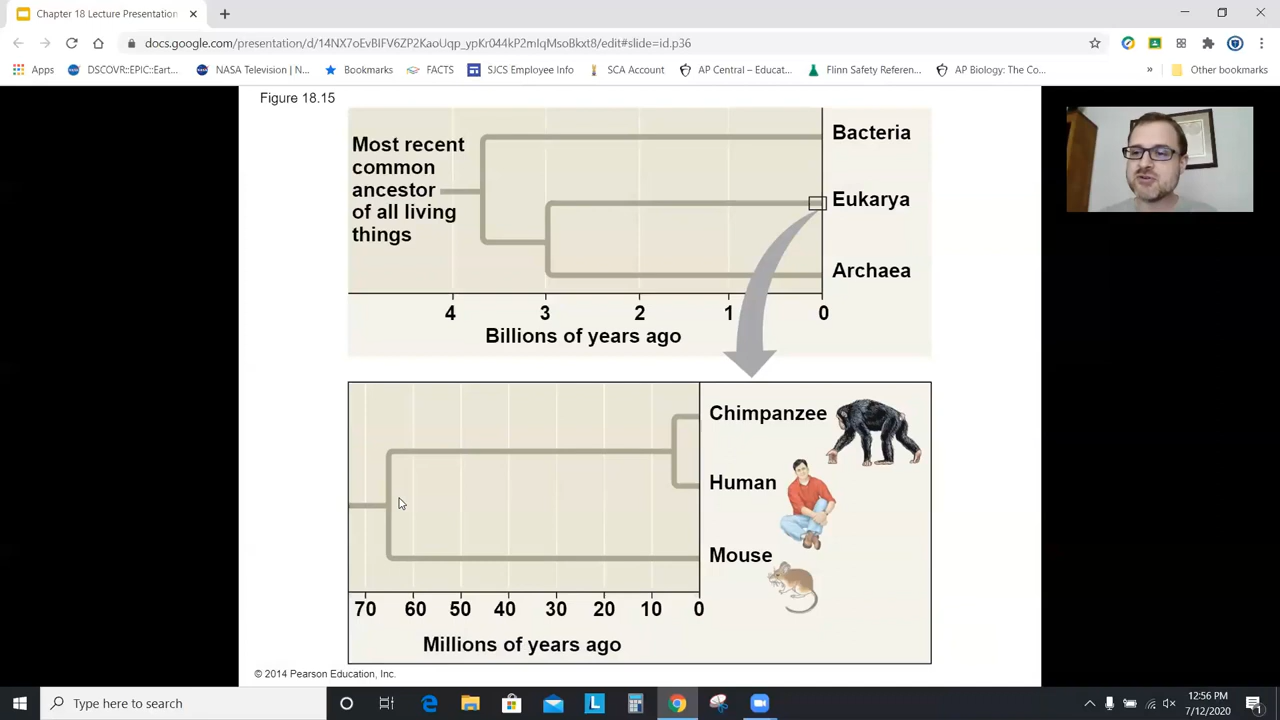 Chapter 18 Lecture Presentation
docs.google.com/presentation/d/14NX7oEvBIFV6ZP2KaoUqp_ypKr044kP2mIqMsoBkxt8/edit#slide=id.p36
Apps
DSCOVR::EPIC::Eart...
NASA Television | N...
Bookmarks
FACTS
SJCS Employee Info
SCA Account
AP Central – Educat...
Flinn Safety Referen...
AP Biology: The Co...
»
Other bookmarks
Figure 18.15
Most recent
common
ancestor
of all living
things
Bacteria
Eukarya
Archaea
4 3 2 1 0
Billions of years ago
Chimpanzee
Human
Mouse
70 60 50 40 30 20 10 0
Millions of years ago
© 2014 Pearson Education, Inc.
Type here to search
12:56 PM
7/12/2020